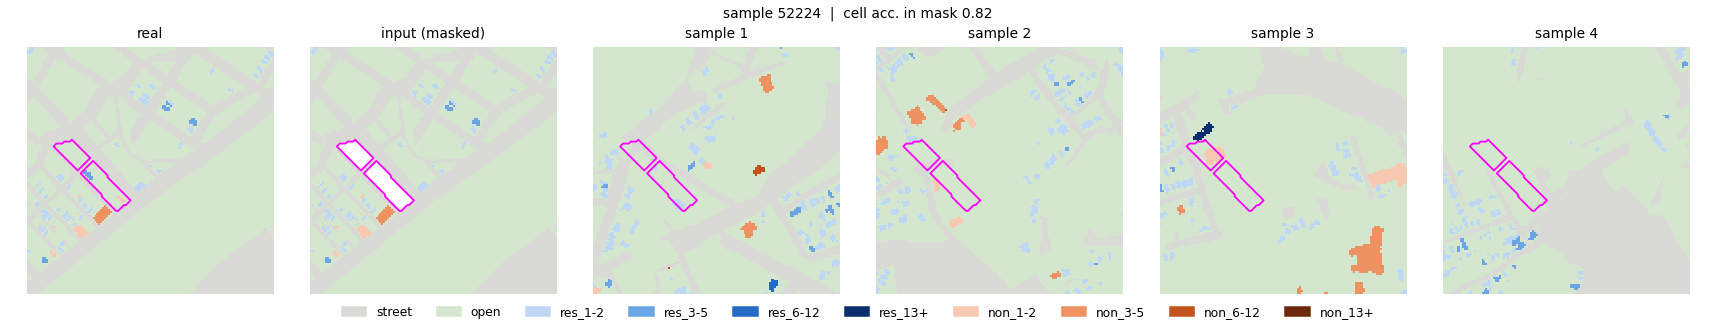 sample 52224 | cell acc. in mask 0.82
real
input (masked)
sample 1
sample 2
sample 3
sample 4
street
open
res_1-2
res_3-5
res_6-12
res_13+
non_1-2
non_3-5
non_6-12
non_13+